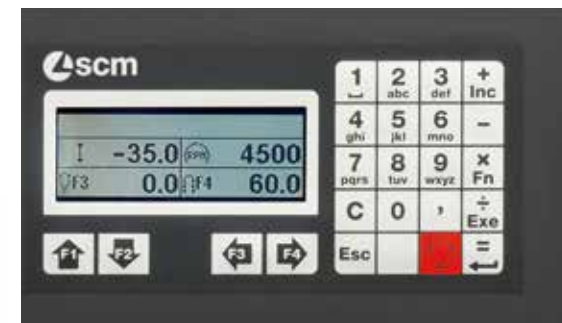 scm
I -35.0 RPM 4500
F3 0.0 F4 60.0
F1 F2 F3 F4
1 2 abc 3 def + Inc
4 ghi 5 jkl 6 mno -
7 pqrs 8 tuv 9 wxyz × Fn
C 0 , ÷ Exe
Esc =